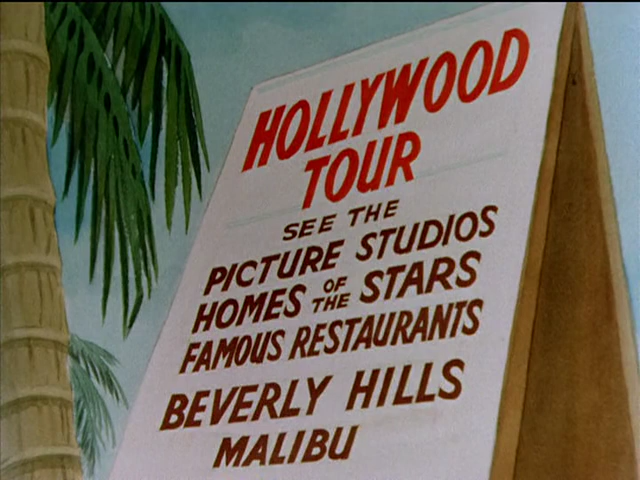 HOLLYWOOD
TOUR
SEE THE
PICTURE STUDIOS
HOMES OF THE STARS
FAMOUS RESTAURANTS
BEVERLY HILLS
MALIBU